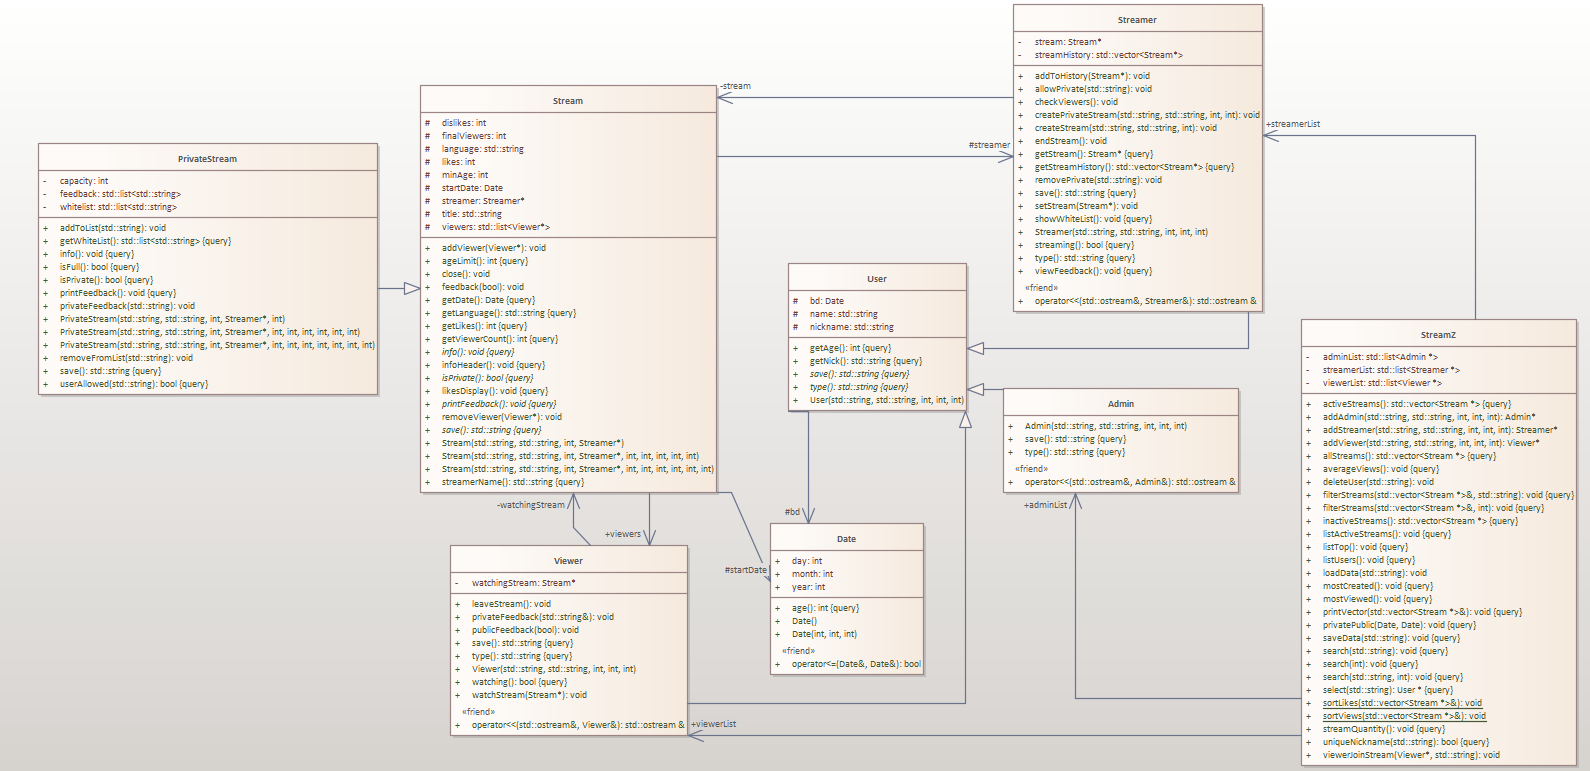 PrivateStream
- capacity: int
- feedback: std::list<std::string>
- whitelist: std::list<std::string>
+ addToList(std::string): void
+ getWhiteList(): std::list<std::string> {query}
+ info(): void {query}
+ isFull(): bool {query}
+ isPrivate(): bool {query}
+ printFeedback(): void {query}
+ privateFeedback(std::string): void
+ PrivateStream(std::string, std::string, int, Streamer*, int)
+ PrivateStream(std::string, std::string, int, Streamer*, int, int, int, int, int, int)
+ PrivateStream(std::string, std::string, int, Streamer*, int, int, int, int, int, int, int)
+ removeFromList(std::string): void
+ save(): std::string {query}
+ userAllowed(std::string): bool {query}
Stream
# dislikes: int
# finalViewers: int
# language: std::string
# likes: int
# minAge: int
# startDate: Date
# streamer: Streamer*
# title: std::string
# viewers: std::list<Viewer*>
+ addViewer(Viewer*): void
+ ageLimit(): int {query}
+ close(): void
+ feedback(bool): void
+ getDate(): Date {query}
+ getLanguage(): std::string {query}
+ getLikes(): int {query}
+ getViewerCount(): int {query}
+ info(): void {query}
+ infoHeader(): void {query}
+ isPrivate(): bool {query}
+ likesDisplay(): void {query}
+ printFeedback(): void {query}
+ removeViewer(Viewer*): void
+ save(): std::string {query}
+ Stream(std::string, std::string, int, Streamer*)
+ Stream(std::string, std::string, int, Streamer*, int, int, int, int, int)
+ Stream(std::string, std::string, int, Streamer*, int, int, int, int, int, int)
+ streamerName(): std::string {query}
-stream
#streamer
-watchingStream
+viewers
#startDate
Viewer
- watchingStream: Stream*
+ leaveStream(): void
+ privateFeedback(std::string&): void
+ publicFeedback(bool): void
+ save(): std::string {query}
+ type(): std::string {query}
+ Viewer(std::string, std::string, int, int, int)
+ watching(): bool {query}
+ watchStream(Stream*): void
«friend»
+ operator<<(std::ostream&, Viewer&): std::ostream &
+viewerList
User
# bd: Date
# name: std::string
# nickname: std::string
+ getAge(): int {query}
+ getNick(): std::string {query}
+ save(): std::string {query}
+ type(): std::string {query}
+ User(std::string, std::string, int, int, int)
#bd
Date
+ day: int
+ month: int
+ year: int
+ age(): int {query}
+ Date()
+ Date(int, int, int)
«friend»
+ operator<=(Date&, Date&): bool
Streamer
- stream: Stream*
- streamHistory: std::vector<Stream*>
+ addToHistory(Stream*): void
+ allowPrivate(std::string): void
+ checkViewers(): void
+ createPrivateStream(std::string, std::string, int, int): void
+ createStream(std::string, std::string, int): void
+ endStream(): void
+ getStream(): Stream* {query}
+ getStreamHistory(): std::vector<Stream*> {query}
+ removePrivate(std::string): void
+ save(): std::string {query}
+ setStream(Stream*): void
+ showWhiteList(): void {query}
+ Streamer(std::string, std::string, int, int, int)
+ streaming(): bool {query}
+ type(): std::string {query}
+ viewFeedback(): void {query}
«friend»
+ operator<<(std::ostream&, Streamer&): std::ostream &
+streamerList
Admin
+ Admin(std::string, std::string, int, int, int)
+ save(): std::string {query}
+ type(): std::string {query}
«friend»
+ operator<<(std::ostream&, Admin&): std::ostream &
+adminList
StreamZ
- adminList: std::list<Admin *>
- streamerList: std::list<Streamer *>
- viewerList: std::list<Viewer *>
+ activeStreams(): std::vector<Stream *> {query}
+ addAdmin(std::string, std::string, int, int, int): Admin*
+ addStreamer(std::string, std::string, int, int, int): Streamer*
+ addViewer(std::string, std::string, int, int, int): Viewer*
+ allStreams(): std::vector<Stream *> {query}
+ averageViews(): void {query}
+ deleteUser(std::string): void
+ filterStreams(std::vector<Stream *>&, std::string): void {query}
+ filterStreams(std::vector<Stream *>&, int): void {query}
+ inactiveStreams(): std::vector<Stream *> {query}
+ listActiveStreams(): void {query}
+ listTop(): void {query}
+ listUsers(): void {query}
+ loadData(std::string): void
+ mostCreated(): void {query}
+ mostViewed(): void {query}
+ printVector(std::vector<Stream *>&): void {query}
+ privatePublic(Date, Date): void {query}
+ saveData(std::string): void {query}
+ search(std::string): void {query}
+ search(int): void {query}
+ search(std::string, int): void {query}
+ select(std::string): User * {query}
+ sortLikes(std::vector<Stream *>&): void
+ sortViews(std::vector<Stream *>&): void
+ streamQuantity(): void {query}
+ uniqueNickname(std::string): bool {query}
+ viewerJoinStream(Viewer*, std::string): void